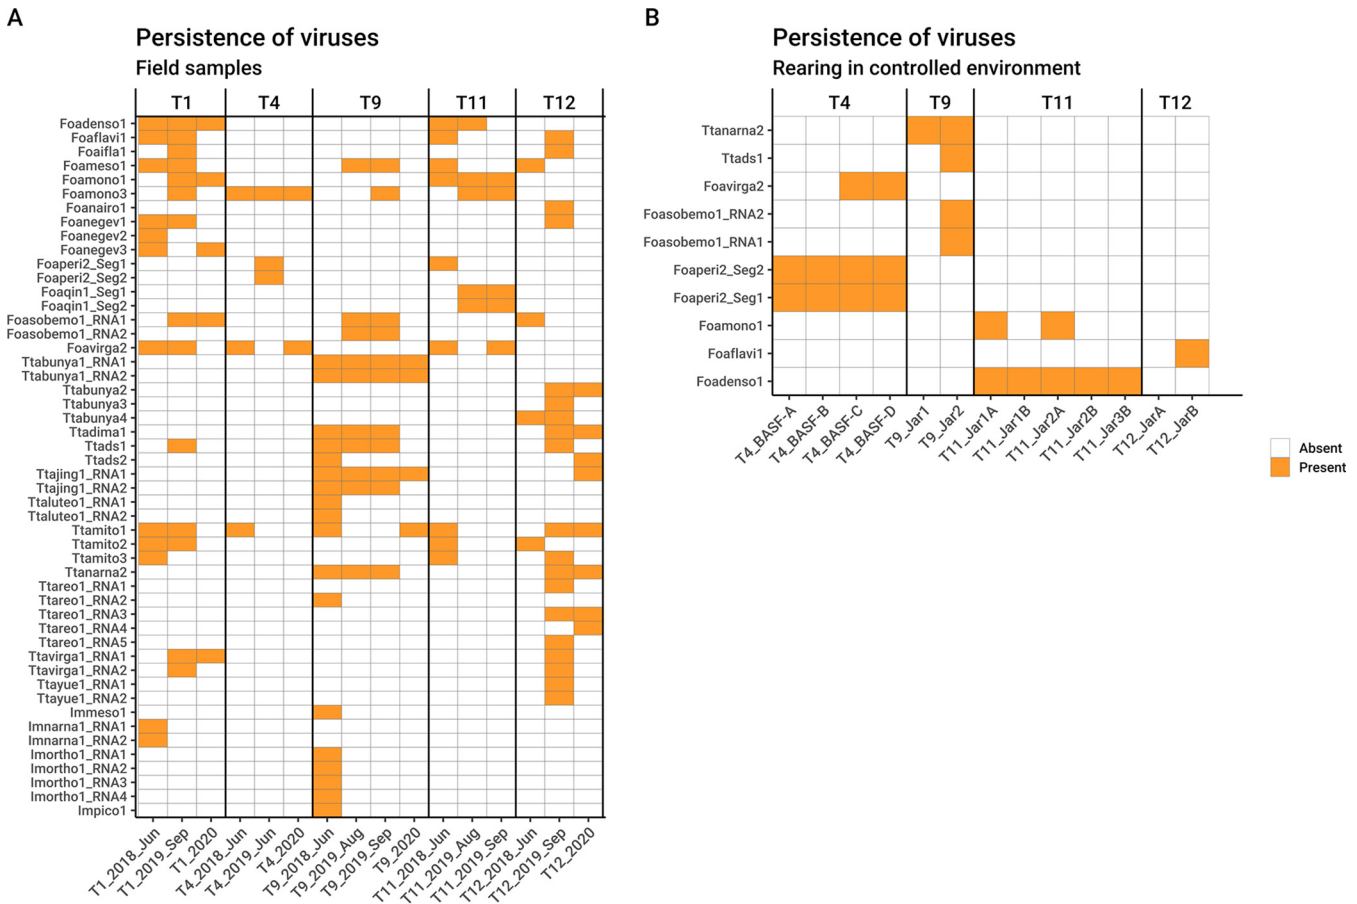 A
Persistence of viruses
Field samples
T1 T4 T9 T11 T12
Foadenso1
Foaflavi1
Foaifla1
Foameso1
Foamono1
Foamono3
Foanairo1
Foanegev1
Foanegev2
Foanegev3
Foaperi2_Seg1
Foaperi2_Seg2
Foaqin1_Seg1
Foaqin1_Seg2
Foasobemo1_RNA1
Foasobemo1_RNA2
Foavirga2
Ttabunya1_RNA1
Ttabunya1_RNA2
Ttabunya2
Ttabunya3
Ttabunya4
Ttadima1
Ttads1
Ttads2
Ttajing1_RNA1
Ttajing1_RNA2
Ttaluteo1_RNA1
Ttaluteo1_RNA2
Ttamito1
Ttamito2
Ttamito3
Ttanarna2
Ttareo1_RNA1
Ttareo1_RNA2
Ttareo1_RNA3
Ttareo1_RNA4
Ttareo1_RNA5
Ttavirga1_RNA1
Ttavirga1_RNA2
Ttayue1_RNA1
Ttayue1_RNA2
Immeso1
Imnarna1_RNA1
Imnarna1_RNA2
Imortho1_RNA1
Imortho1_RNA2
Imortho1_RNA3
Imortho1_RNA4
Impico1
T1_2018_Jun
T1_2019_Sep
T1_2020
T4_2018_Jun
T4_2019_Jun
T4_2020
T9_2018_Jun
T9_2019_Aug
T9_2019_Sep
T9_2020
T11_2018_Jun
T11_2019_Aug
T11_2019_Sep
T12_2018_Jun
T12_2019_Sep
T12_2020
B
Persistence of viruses
Rearing in controlled environment
T4 T9 T11 T12
Ttanarna2
Ttads1
Foavirga2
Foasobemo1_RNA2
Foasobemo1_RNA1
Foaperi2_Seg2
Foaperi2_Seg1
Foamono1
Foaflavi1
Foadenso1
T4_BASF-A
T4_BASF-B
T4_BASF-C
T4_BASF-D
T9_Jar1
T9_Jar2
T11_Jar1A
T11_Jar1B
T11_Jar2A
T11_Jar2B
T11_Jar3B
T12_JarA
T12_JarB
Absent
Present